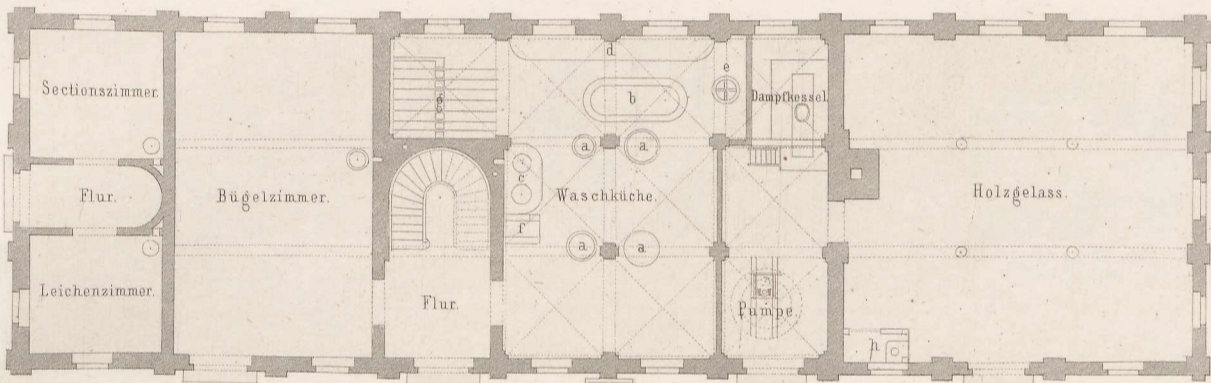 Sectionszimmer.
Flur.
Leichenzimmer.
Bügelzimmer.
g
Flur.
d
e
b
a
a
c
Waschküche.
f
a
a
Dampfkessel.
Pumpe.
Holzgelass.
h